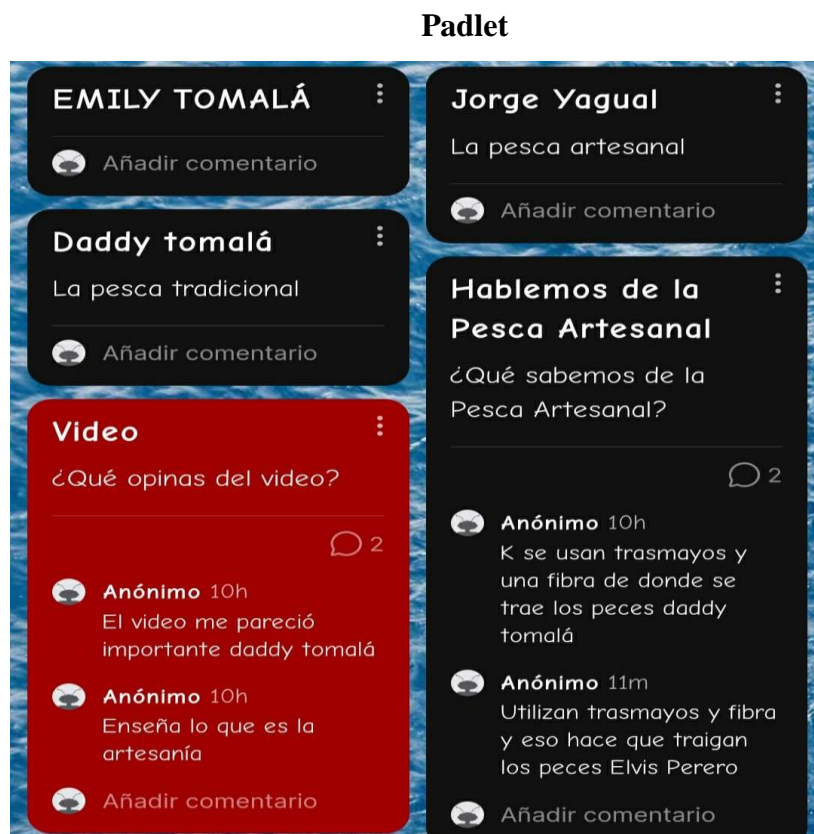 Padlet
EMILY TOMALÁ
Añadir comentario
Daddy tomalá
La pesca tradicional
Añadir comentario
Video
¿Qué opinas del video?
2
Anónimo 10h
El video me pareció
importante daddy tomalá
Anónimo 10h
Enseña lo que es la
artesanía
Añadir comentario
Jorge Yagual
La pesca artesanal
Añadir comentario
Hablemos de la
Pesca Artesanal
¿Qué sabemos de la
Pesca Artesanal?
2
Anónimo 10h
K se usan trasmayos y
una fibra de donde se
trae los peces daddy
tomalá
Anónimo 11m
Utilizan trasmayos y fibra
y eso hace que traigan
los peces Elvis Perero
Añadir comentario